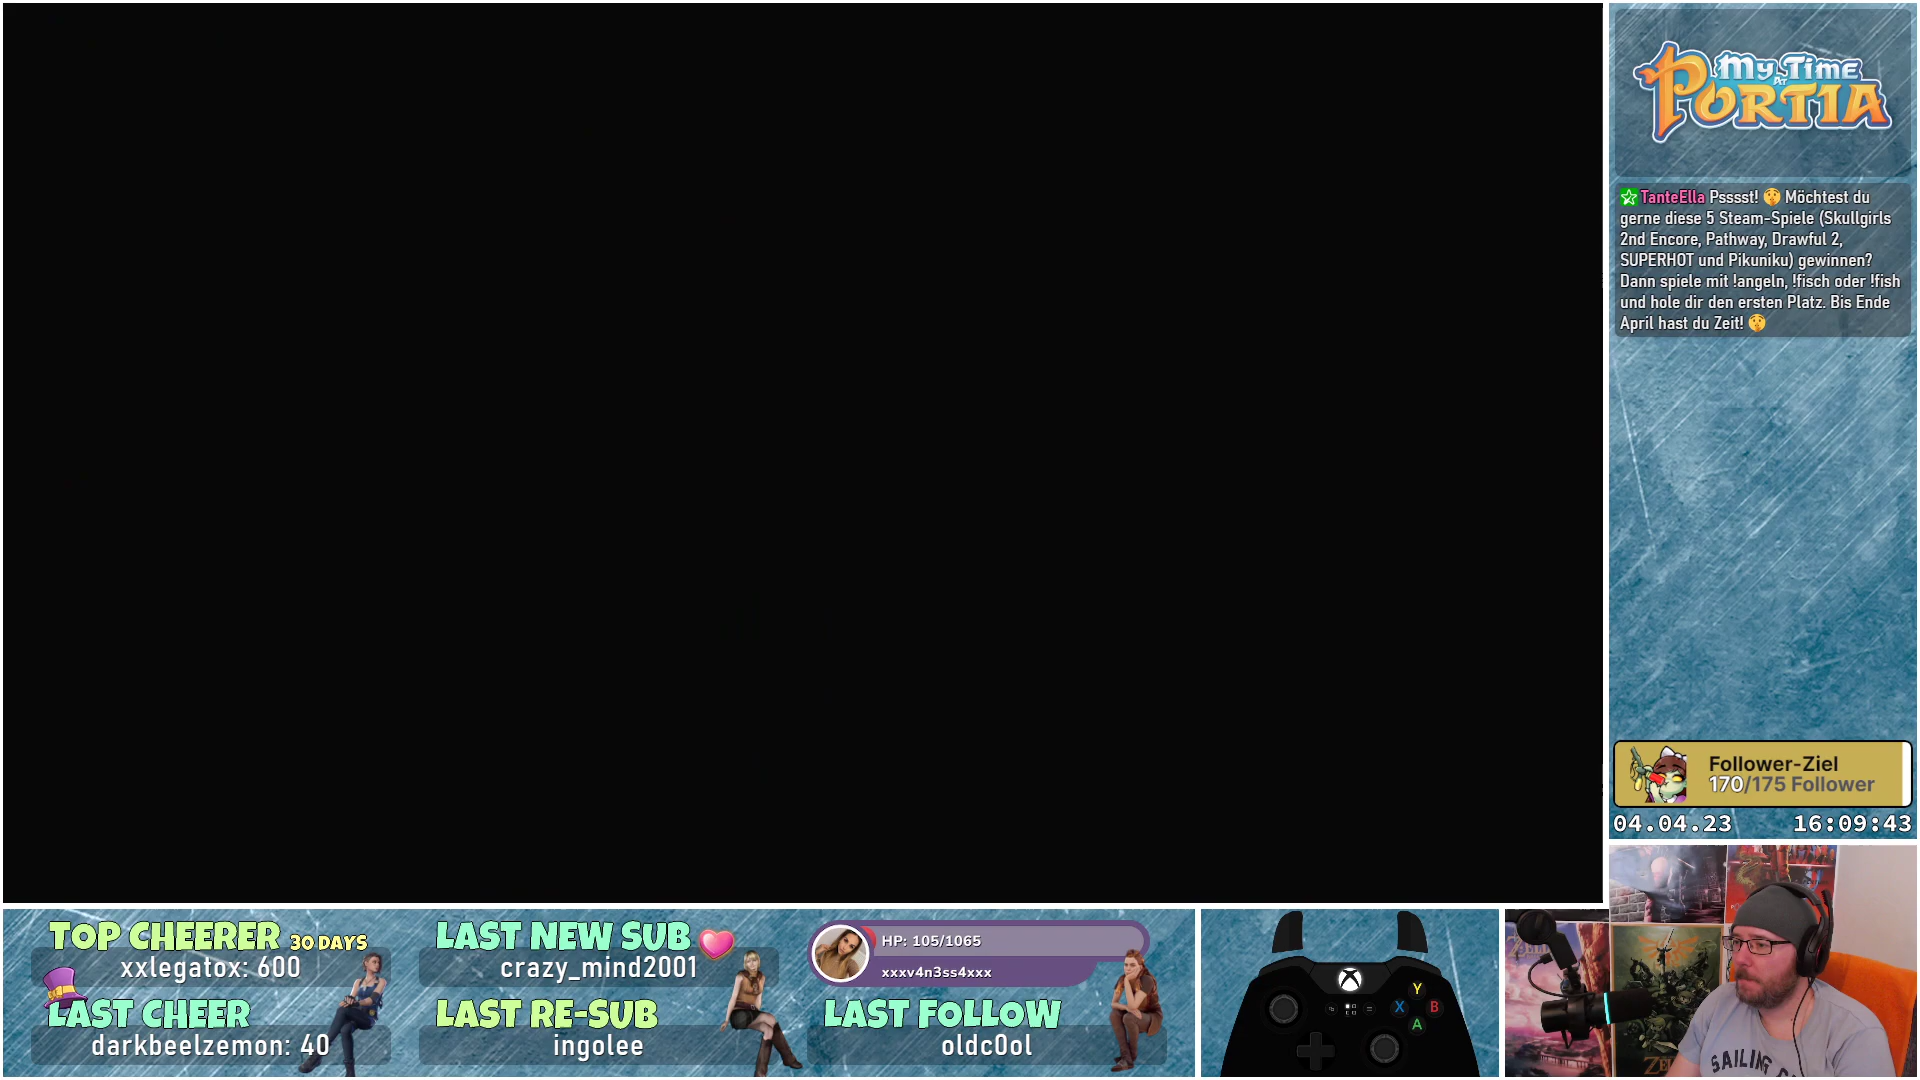 My Time
AT
PORTIA
TanteElla Psssst! 🤫 Möchtest du
gerne diese 5 Steam-Spiele (Skullgirls
2nd Encore, Pathway, Drawful 2,
SUPERHOT und Pikuniku) gewinnen?
Dann spiele mit !angeln, !fisch oder !fish
und hole dir den ersten Platz. Bis Ende
April hast du Zeit! 🤫
Follower-Ziel
170/175 Follower
04.04.23 16:09:43
TOP CHEERER 30 DAYS
xxlegatox: 600
LAST CHEER
darkbeelzemon: 40
LAST NEW SUB
crazy_mind2001
LAST RE-SUB
ingolee
HP: 105/1065
xxxv4n3ss4xxx
LAST FOLLOW
oldc0ol
Y
X B
A
SAILING